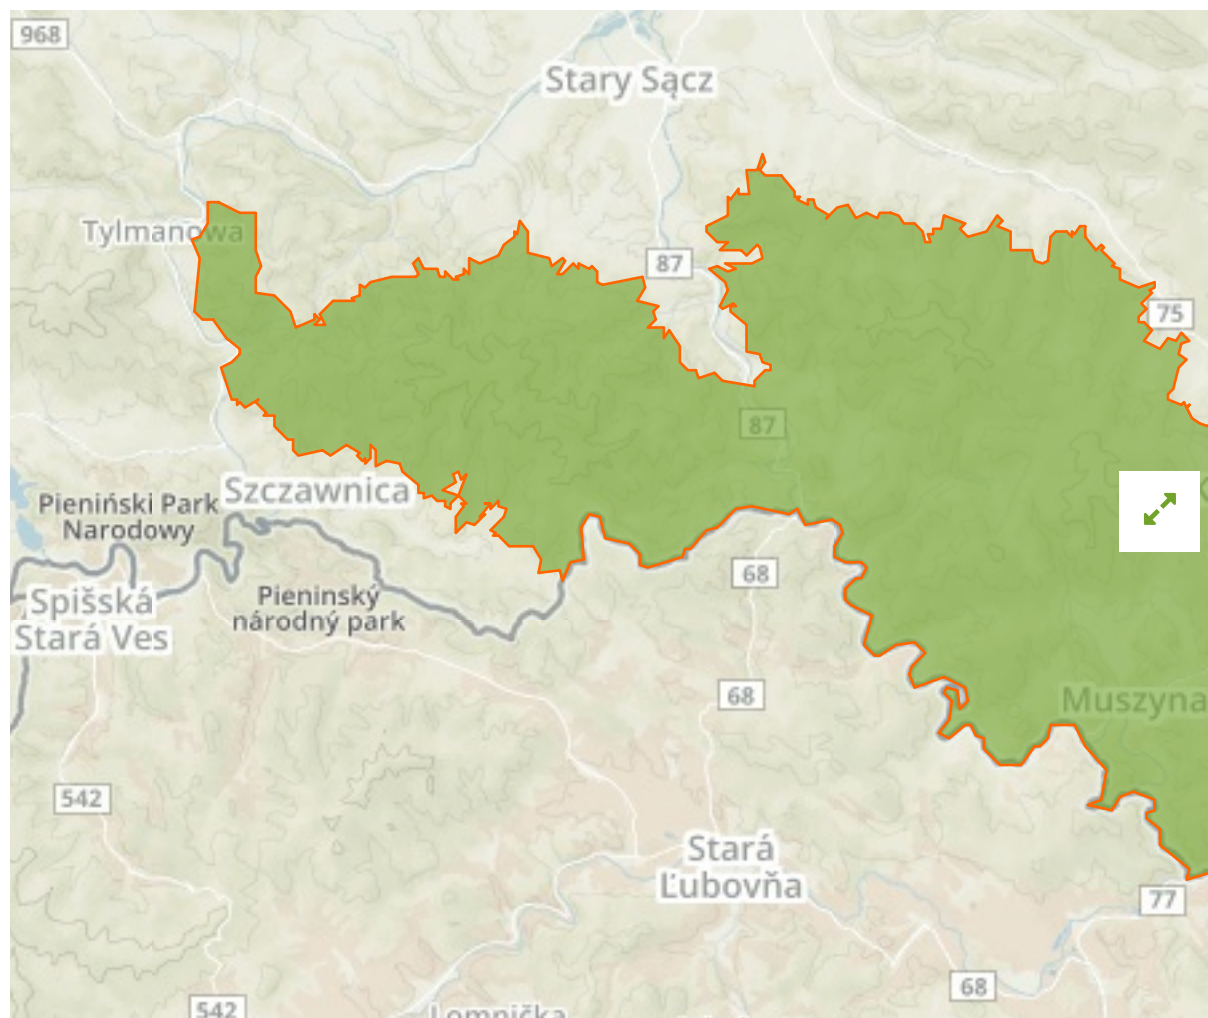 968
Stary Sącz
Tylmanowa
87
75
87
Szczawnica
Pieniński Park
Narodowy
68
Spišská
Stará Ves
Pieninský
národný park
68
Muszyna
542
Stará
Ľubovňa
77
68
542
Lomnička